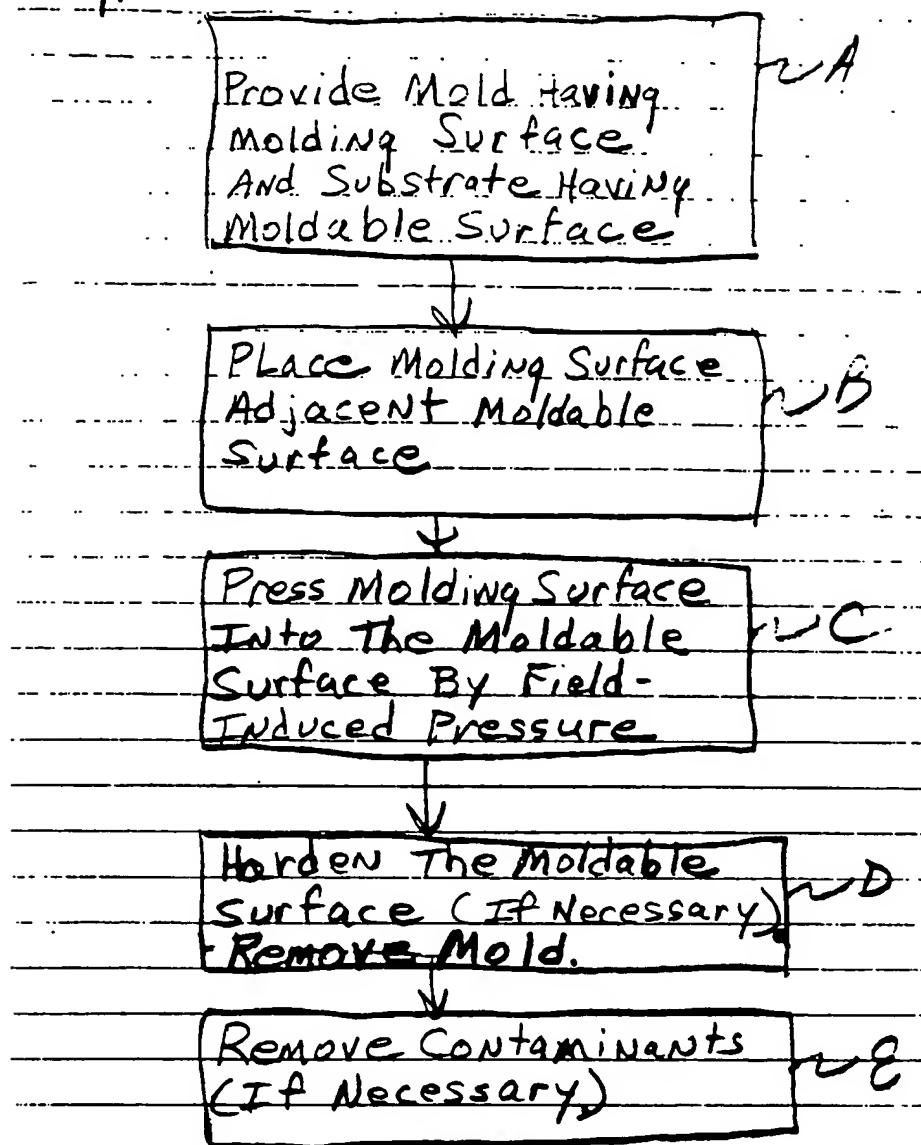 Provide Mold Having
Molding Surface
And Substrate Having
Moldable Surface
A
Place Molding Surface
Adjacent Moldable
Surface
B
Press Molding Surface
Into The Moldable
Surface By Field-
Induced Pressure
C
Harden The Moldable
Surface (If Necessary).
Remove Mold.
D
Remove Contaminants
(If Necessary)
E